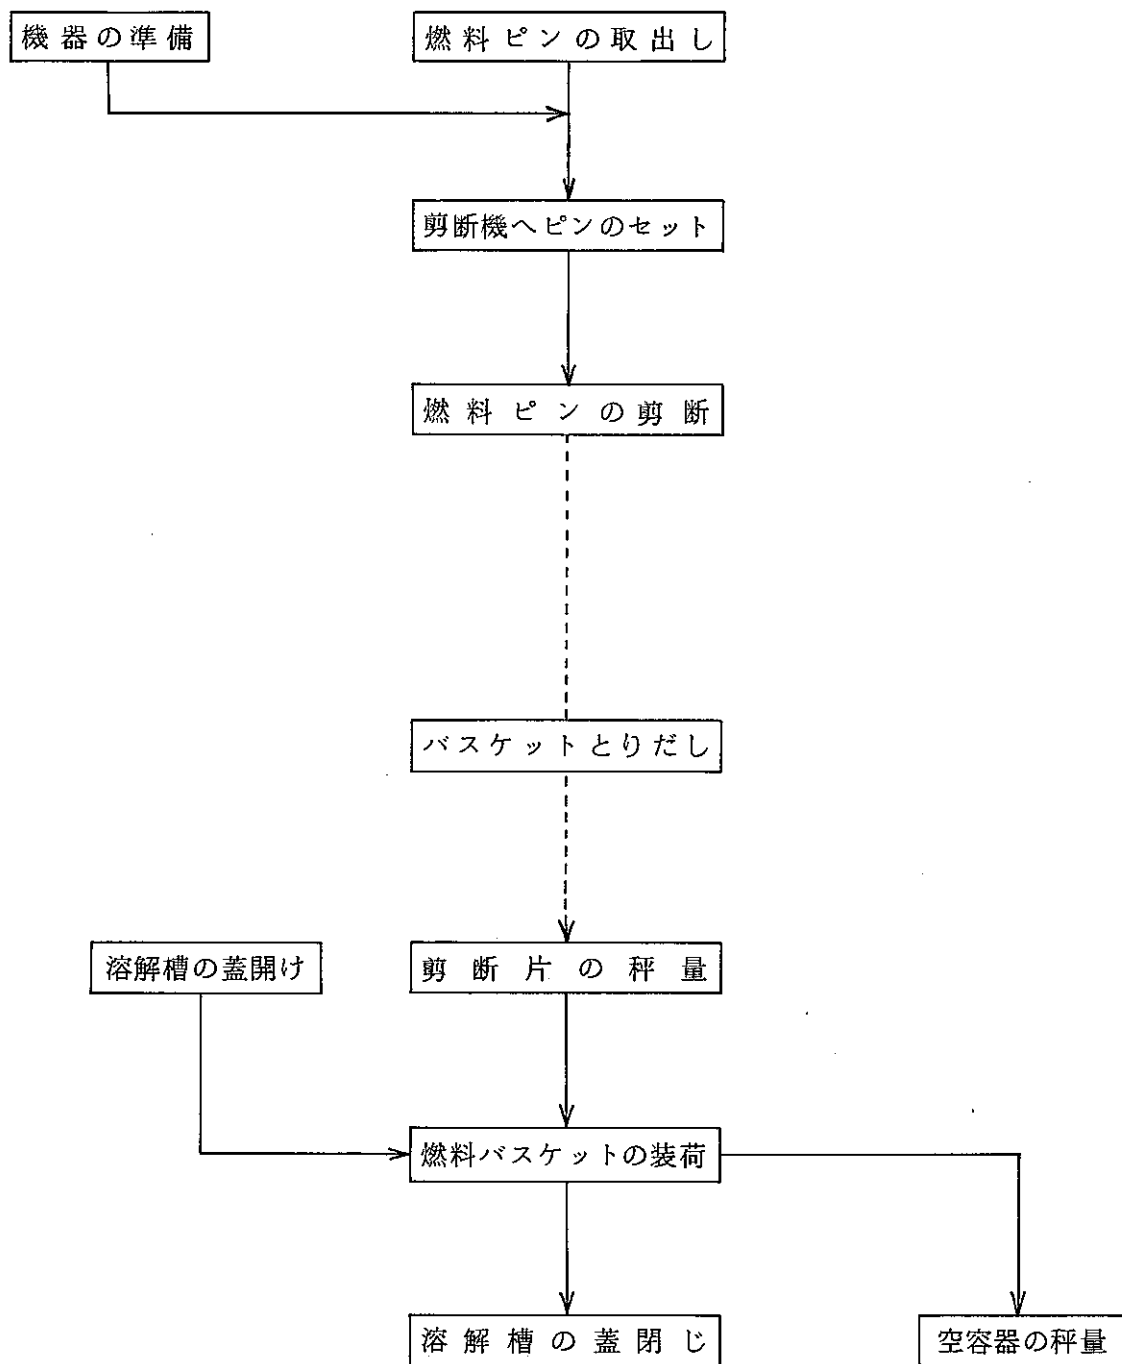 機器の準備
燃料ピンの取出し
剪断機へピンのセット
燃料ピンの剪断
バスケットとりだし
溶解槽の蓋開け
剪断片の秤量
燃料バスケットの装荷
溶解槽の蓋閉じ
空容器の秤量